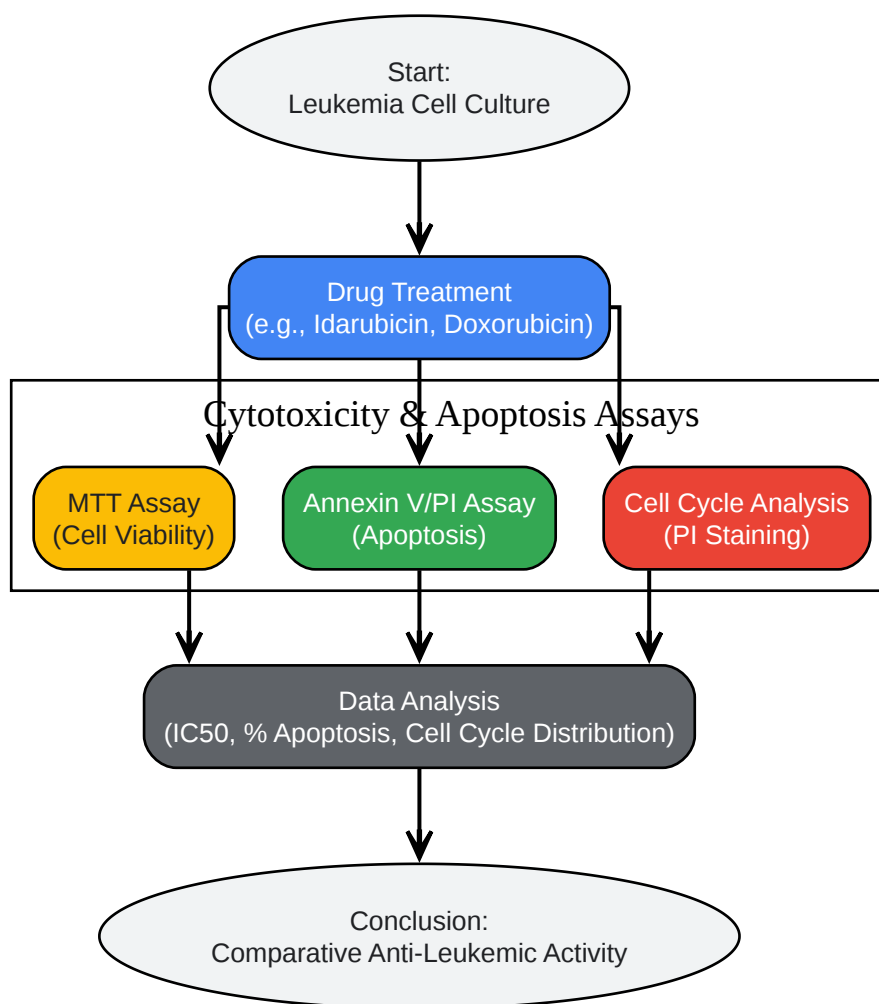 Start:
Leukemia Cell Culture
Drug Treatment
(e.g., Idarubicin, Doxorubicin)
Cytotoxicity & Apoptosis Assays
MTT Assay
(Cell Viability)
Annexin V/PI Assay
(Apoptosis)
Cell Cycle Analysis
(PI Staining)
Data Analysis
(IC50, % Apoptosis, Cell Cycle Distribution)
Conclusion:
Comparative Anti-Leukemic Activity